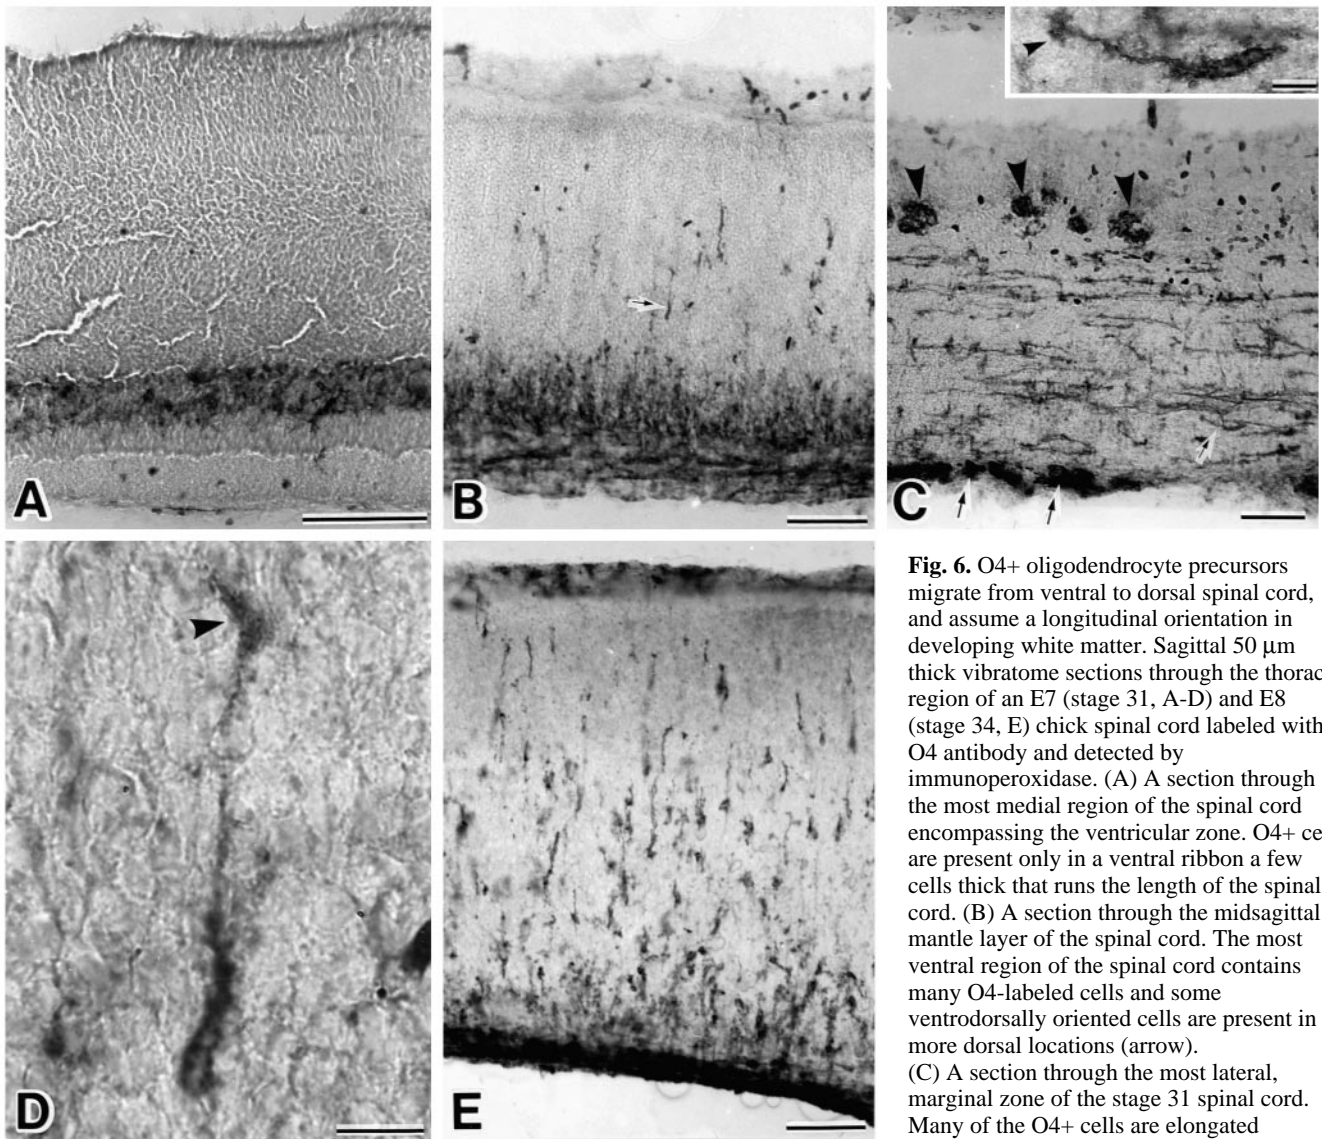 A
B
C
D
E
Fig. 6. O4+ oligodendrocyte precursors
migrate from ventral to dorsal spinal cord,
and assume a longitudinal orientation in
developing white matter. Sagittal 50 μm
thick vibratome sections through the thorac
region of an E7 (stage 31, A-D) and E8
(stage 34, E) chick spinal cord labeled with
O4 antibody and detected by
immunoperoxidase. (A) A section through
the most medial region of the spinal cord
encompassing the ventricular zone. O4+ ce
are present only in a ventral ribbon a few
cells thick that runs the length of the spinal
cord. (B) A section through the midsagittal
mantle layer of the spinal cord. The most
ventral region of the spinal cord contains
many O4-labeled cells and some
ventrodorsally oriented cells are present in
more dorsal locations (arrow).
(C) A section through the most lateral,
marginal zone of the stage 31 spinal cord.
Many of the O4+ cells are elongated